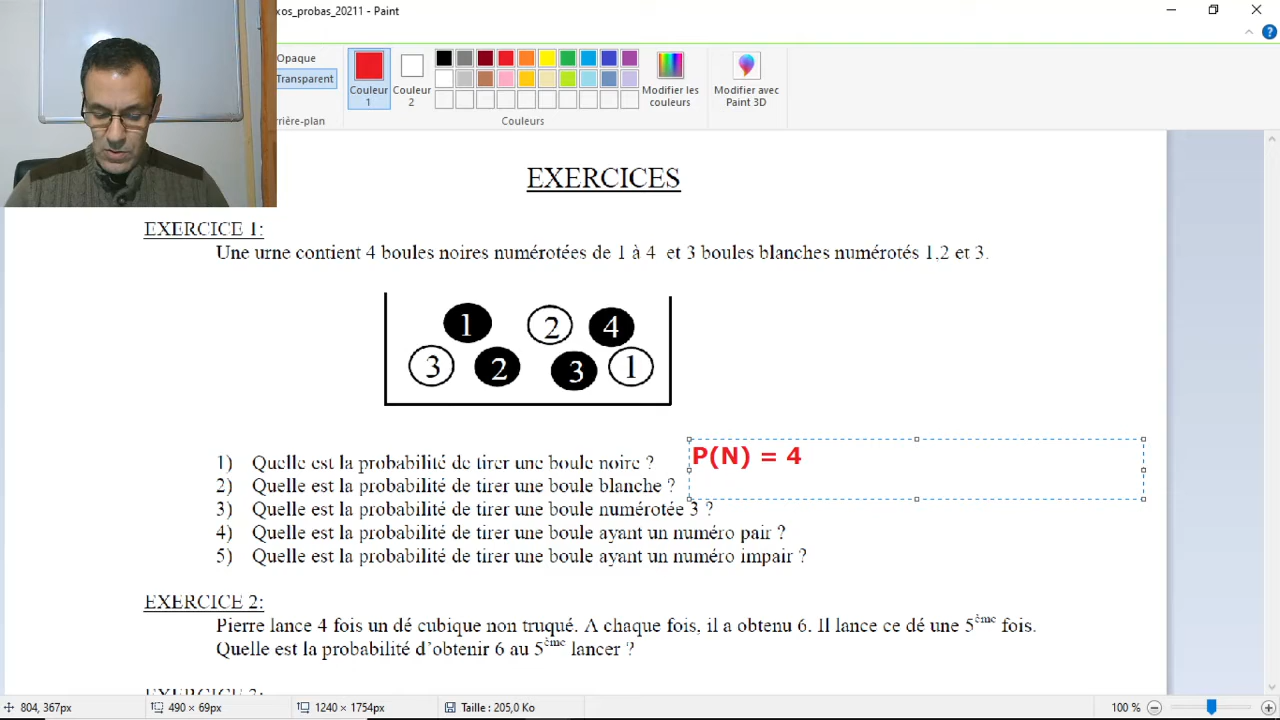 xos_probas_20211 - Paint
Opaque
Transparent
rrière-plan
Couleur
1
Couleur
2
Modifier les
couleurs
Modifier avec
Paint 3D
Couleurs
EXERCICES
EXERCICE 1:
Une urne contient 4 boules noires numérotées de 1 à 4 et 3 boules blanches numérotés 1,2 et 3.
1 2 4
3 2 3 1
P(N) = 4
1) Quelle est la probabilité de tirer une boule noire ?
2) Quelle est la probabilité de tirer une boule blanche ?
3) Quelle est la probabilité de tirer une boule numérotée 3 ?
4) Quelle est la probabilité de tirer une boule ayant un numéro pair ?
5) Quelle est la probabilité de tirer une boule ayant un numéro impair ?
EXERCICE 2:
Pierre lance 4 fois un dé cubique non truqué. A chaque fois, il a obtenu 6. Il lance ce dé une 5ème fois.
Quelle est la probabilité d'obtenir 6 au 5ème lancer ?
EXERCICE 3:
804, 367px
490 × 69px
1240 × 1754px
Taille : 205,0 Ko
100 %